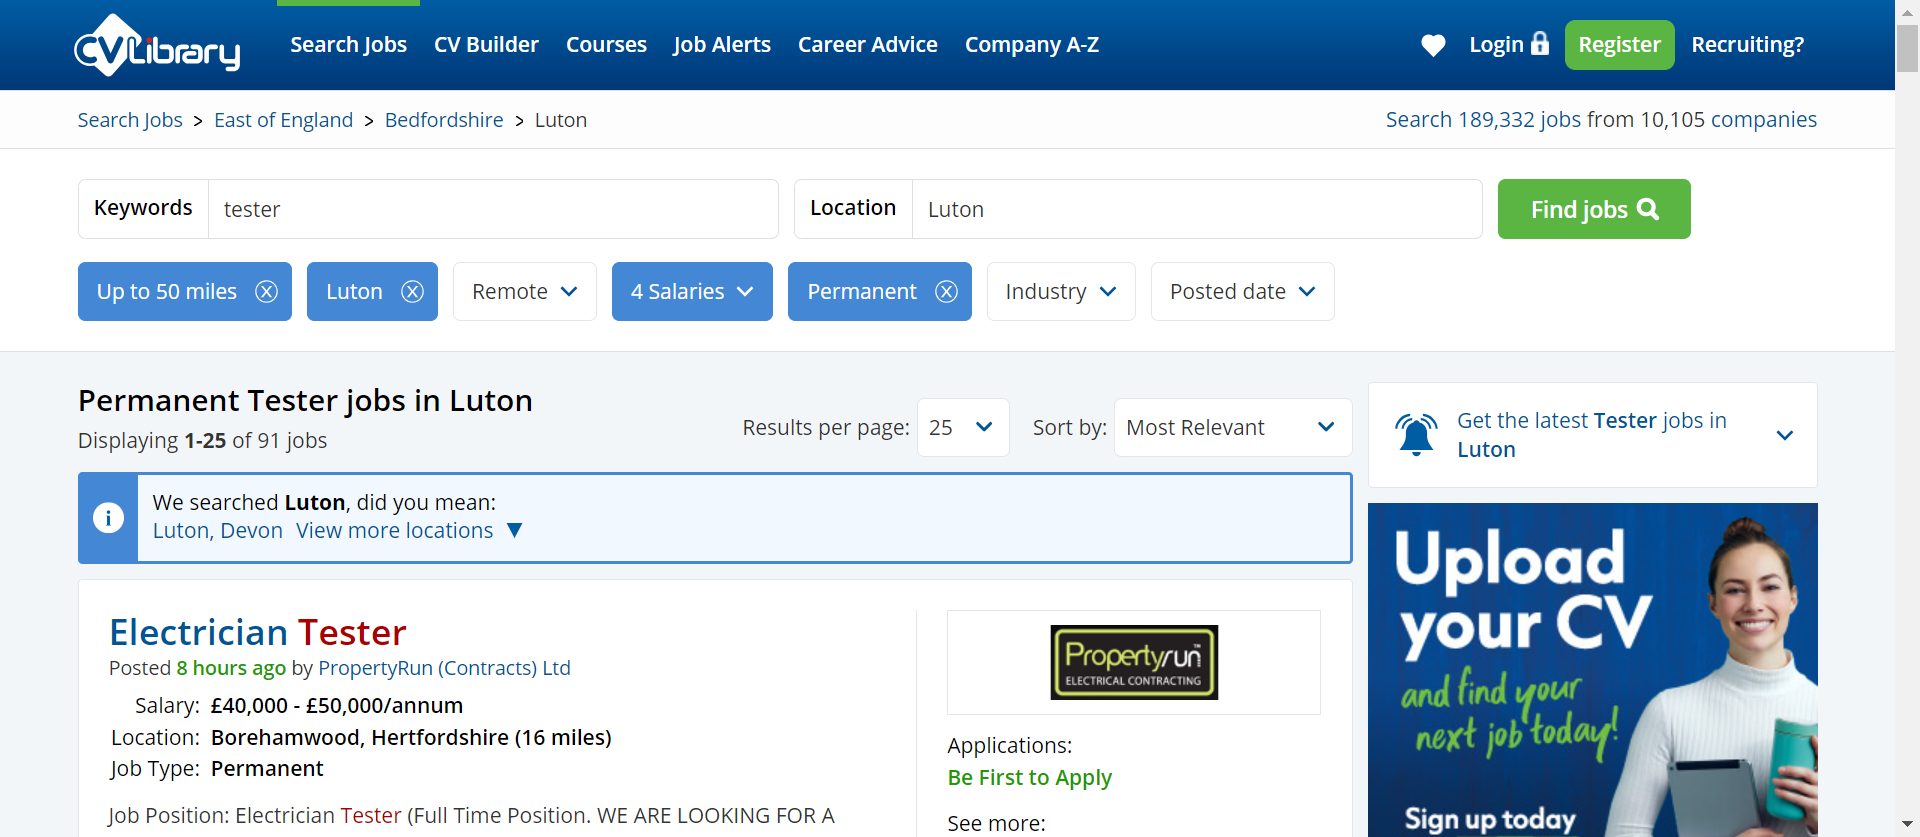 CVLibrary
Search Jobs CV Builder Courses Job Alerts Career Advice Company A-Z Login Register Recruiting?
Search Jobs > East of England > Bedfordshire > Luton
Search 189,332 jobs from 10,105 companies
Keywords tester Location Luton Find jobs
Up to 50 miles Luton Remote 4 Salaries Permanent Industry Posted date
Permanent Tester jobs in Luton
Displaying 1-25 of 91 jobs
Results per page: 25 Sort by: Most Relevant
Get the latest Tester jobs in
Luton
We searched Luton, did you mean:
Luton, Devon View more locations ▼
Electrician Tester
Posted 8 hours ago by PropertyRun (Contracts) Ltd
Salary: £40,000 - £50,000/annum
Location: Borehamwood, Hertfordshire (16 miles)
Job Type: Permanent
Job Position: Electrician Tester (Full Time Position. WE ARE LOOKING FOR A
Propertyrun™
ELECTRICAL CONTRACTING
Applications:
Be First to Apply
See more:
Upload
your CV
and find your
next job today!
Sign up today